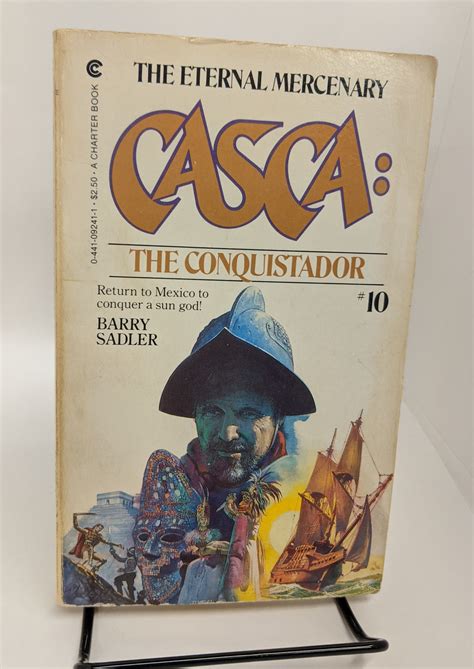 THE ETERNAL MERCENARY
CASCA:
THE CONQUISTADOR
#10
Return to Mexico to
conquer a sun god!
BARRY
SADLER
0-441-09241-1 • $2.50 • A CHARTER BOOK